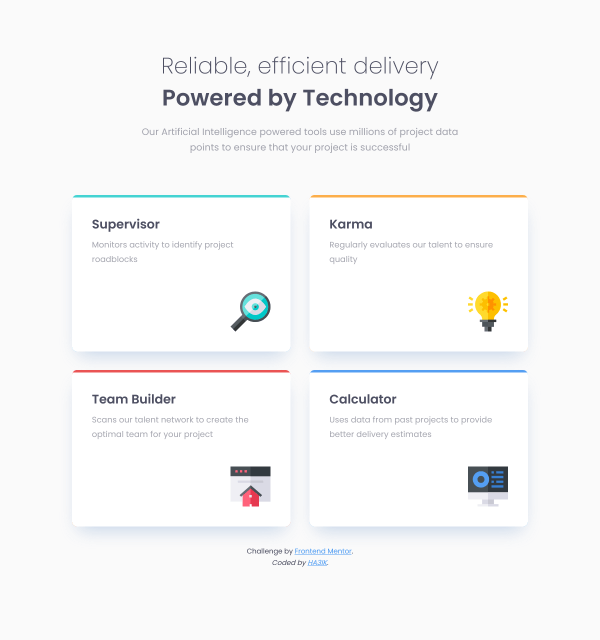 Reliable, efficient delivery
Powered by Technology
Our Artificial Intelligence powered tools use millions of project data
points to ensure that your project is successful
Supervisor
Monitors activity to identify project
roadblocks
Karma
Regularly evaluates our talent to ensure
quality
Team Builder
Scans our talent network to create the
optimal team for your project
Calculator
Uses data from past projects to provide
better delivery estimates
Challenge by Frontend Mentor.
Coded by HA3IK.